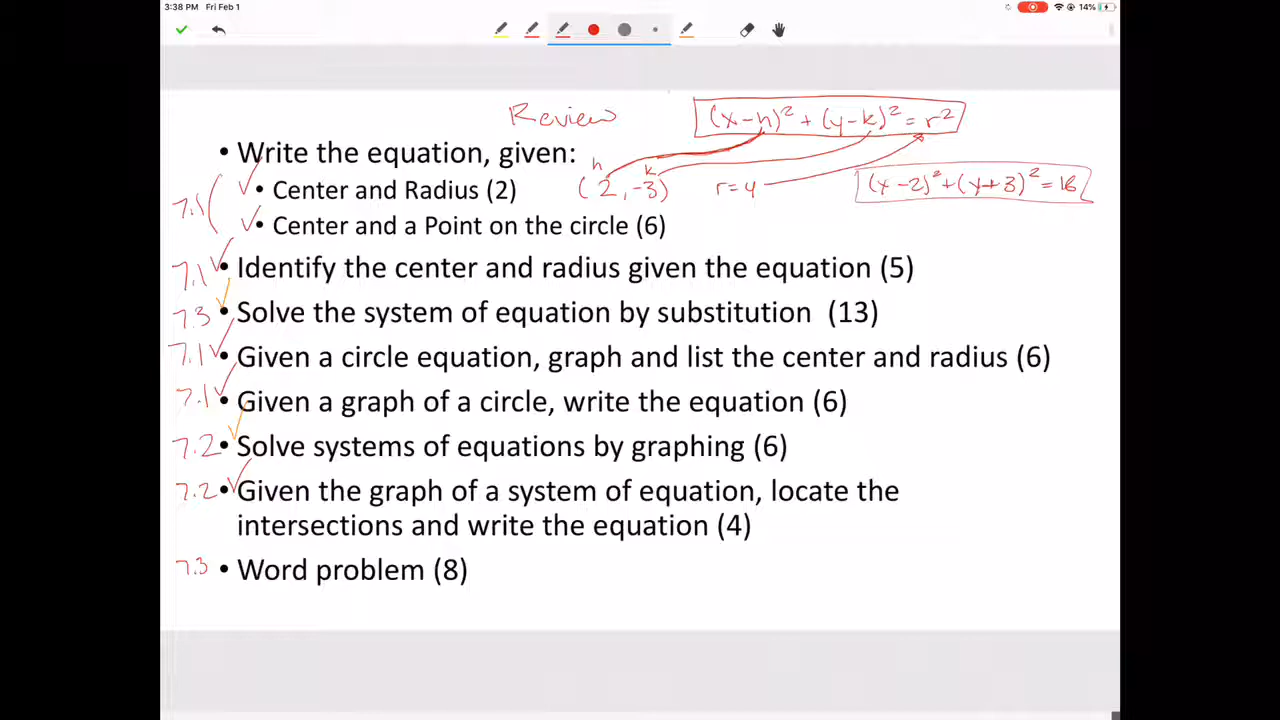 3:38 PM Fri Feb 1
14%
Review
(x-h)² + (y-k)² = r²
• Write the equation, given:
h k
7.1
• Center and Radius (2) (2, -3) r=4 (x-2)²+(y+3)²=16
• Center and a Point on the circle (6)
7.1 • Identify the center and radius given the equation (5)
7.3 • Solve the system of equation by substitution (13)
7.1 • Given a circle equation, graph and list the center and radius (6)
7.1 • Given a graph of a circle, write the equation (6)
7.2 • Solve systems of equations by graphing (6)
7.2 • Given the graph of a system of equation, locate the
intersections and write the equation (4)
7.3 • Word problem (8)